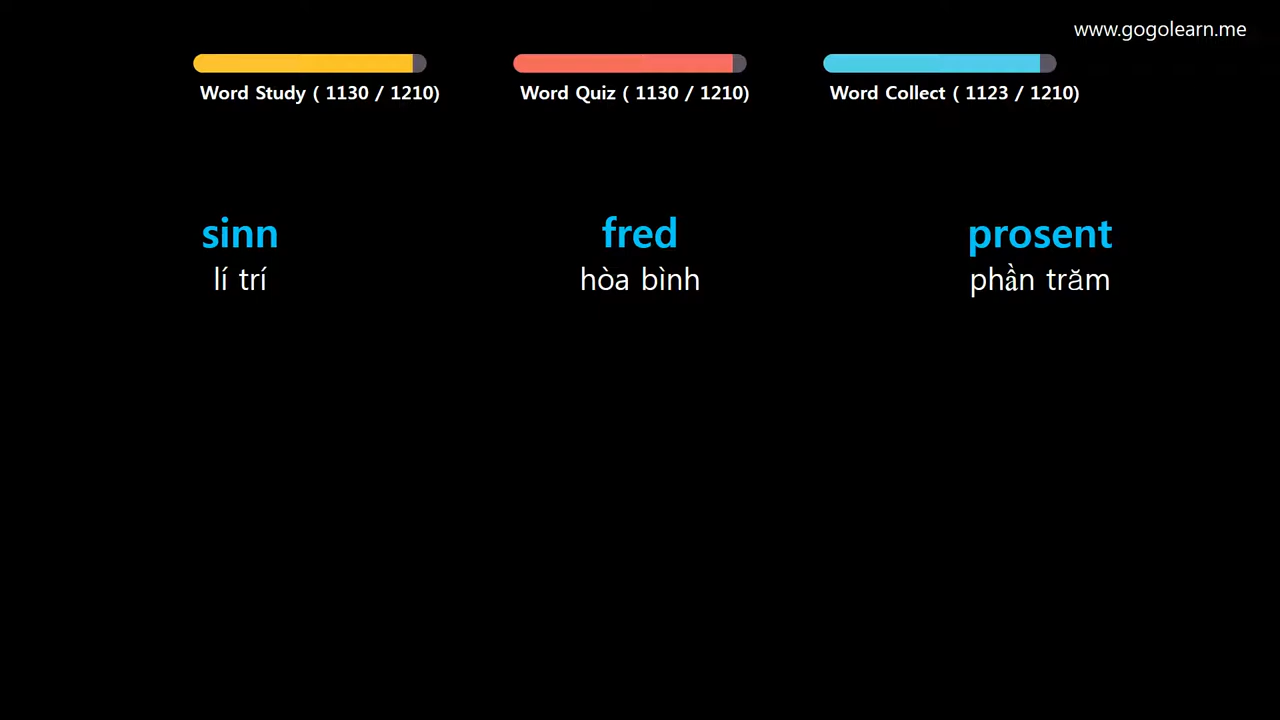 www.gogolearn.me
Word Study ( 1130 / 1210)
Word Quiz ( 1130 / 1210)
Word Collect ( 1123 / 1210)
sinn
lí trí
fred
hòa bình
prosent
phần trăm